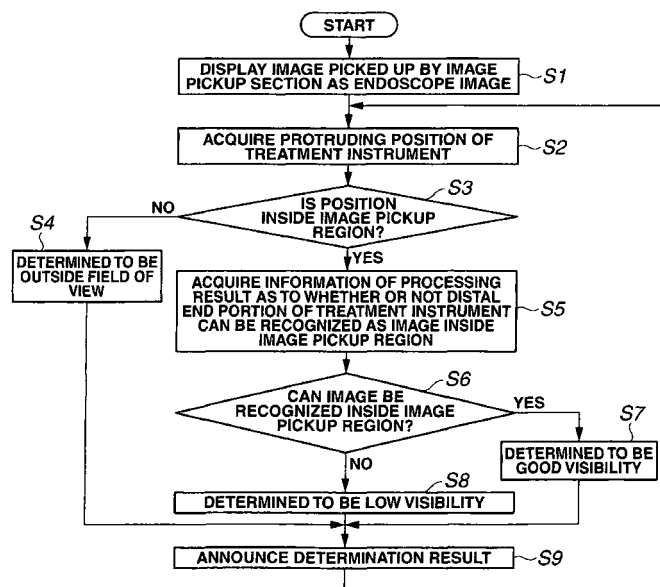 START
DISPLAY IMAGE PICKED UP BY IMAGE
PICKUP SECTION AS ENDOSCOPE IMAGE
S1
ACQUIRE PROTRUDING POSITION OF
TREATMENT INSTRUMENT
S2
S3
IS POSITION
INSIDE IMAGE PICKUP
REGION?
NO
YES
S4
DETERMINED TO BE
OUTSIDE FIELD OF
VIEW
ACQUIRE INFORMATION OF PROCESSING
RESULT AS TO WHETHER OR NOT DISTAL
END PORTION OF TREATMENT INSTRUMENT
CAN BE RECOGNIZED AS IMAGE INSIDE
IMAGE PICKUP REGION
S5
S6
CAN IMAGE BE
RECOGNIZED INSIDE IMAGE
PICKUP REGION?
YES
NO
S7
DETERMINED TO BE
GOOD VISIBILITY
S8
DETERMINED TO BE LOW VISIBILITY
ANNOUNCE DETERMINATION RESULT
S9